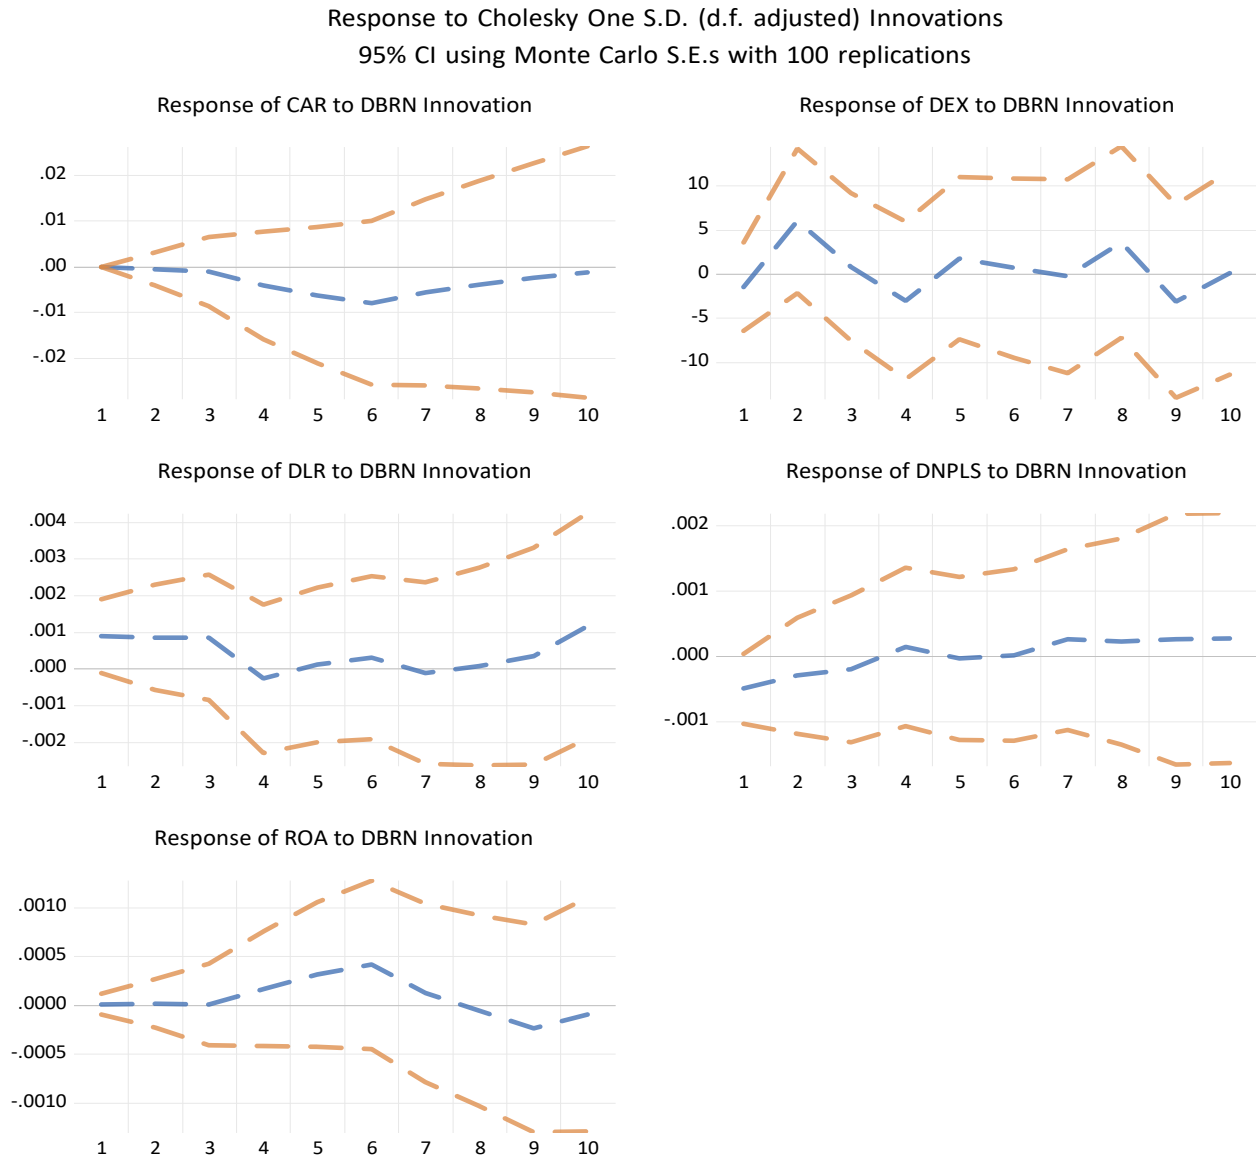 Response to Cholesky One S.D. (d.f. adjusted) Innovations
95% CI using Monte Carlo S.E.s with 100 replications
Response of CAR to DBRN Innovation
.02
.01
.00
-.01
-.02
1 2 3 4 5 6 7 8 9 10
Response of DEX to DBRN Innovation
10
5
0
-5
-10
1 2 3 4 5 6 7 8 9 10
Response of DLR to DBRN Innovation
.004
.003
.002
.001
.000
-.001
-.002
1 2 3 4 5 6 7 8 9 10
Response of DNPLS to DBRN Innovation
.002
.001
.000
-.001
1 2 3 4 5 6 7 8 9 10
Response of ROA to DBRN Innovation
.0010
.0005
.0000
-.0005
-.0010
1 2 3 4 5 6 7 8 9 10